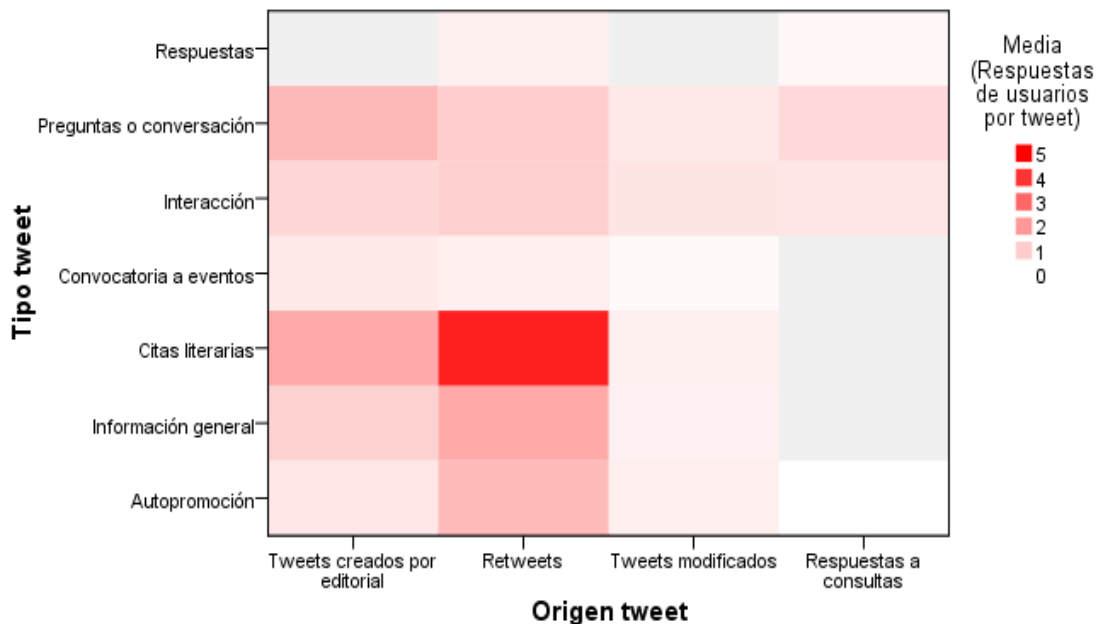 Respuestas
Preguntas o conversación
Interacción
Convocatoria a eventos
Citas literarias
Información general
Autopromoción
Tipo tweet
Tweets creados por
editorial
Retweets
Tweets modificados
Respuestas a
consultas
Origen tweet
Media
(Respuestas
de usuarios
por tweet)
5
4
3
2
1
0